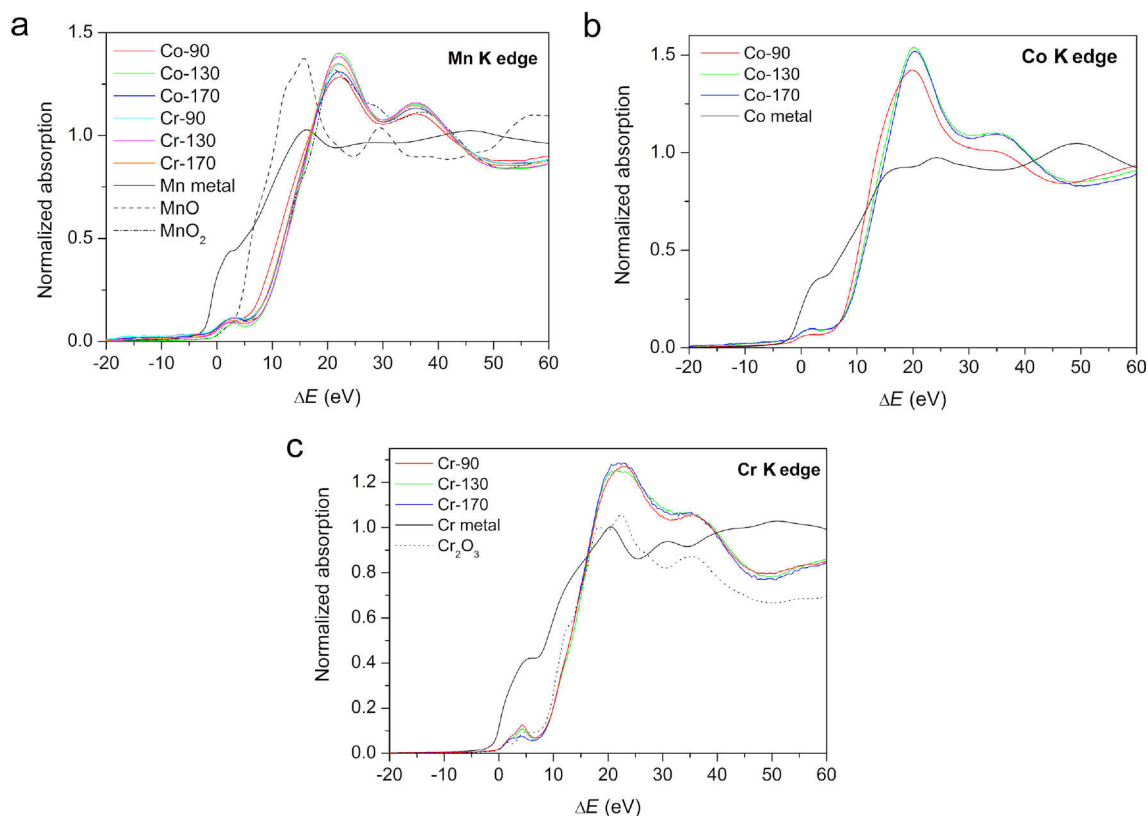 a
Mn K edge
Co-90
Co-130
Co-170
Cr-90
Cr-130
Cr-170
Mn metal
MnO
MnO₂
Normalized absorption
1.5
1.0
0.5
0.0
-20 -10 0 10 20 30 40 50 60
ΔE (eV)
b
Co K edge
Co-90
Co-130
Co-170
Co metal
Normalized absorption
1.5
1.0
0.5
0.0
-20 -10 0 10 20 30 40 50 60
ΔE (eV)
c
Cr K edge
Cr-90
Cr-130
Cr-170
Cr metal
Cr₂O₃
Normalized absorption
1.2
1.0
0.8
0.6
0.4
0.2
0.0
-20 -10 0 10 20 30 40 50 60
ΔE (eV)